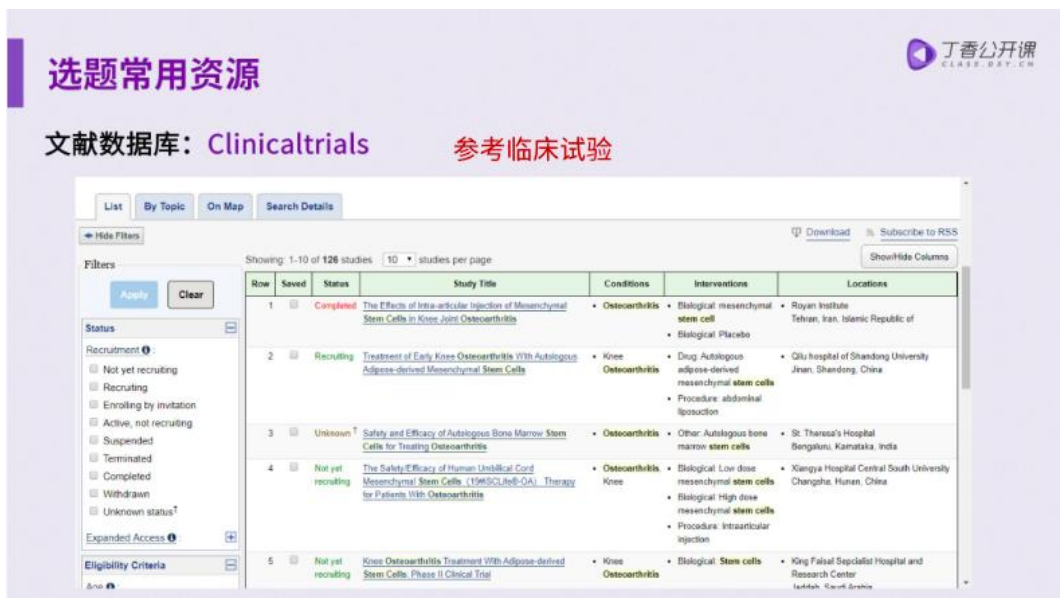 选题常用资源
丁香公开课
CLASS.DXY.CN
文献数据库：Clinicaltrials
参考临床试验
List By Topic On Map Search Details
Hide Filters
Download Subscribe to RSS
Showing: 1-10 of 126 studies 10 studies per page
Show/Hide Columns
Filters
Apply Clear
Row Saved Status Study Title Conditions Interventions Locations
1 Completed The Effects of Intra-articular Injection of Mesenchymal
Stem Cells in Knee Joint Osteoarthritis
• Osteoarthritis
• Biological: mesenchymal
stem cell
• Biological: Placebo
• Royan Institute
Tehran, Iran, Islamic Republic of
2 Recruiting Treatment of Early Knee Osteoarthritis With Autologous
Adipose-derived Mesenchymal Stem Cells
• Knee
Osteoarthritis
• Drug: Autologous
adipose-derived
mesenchymal stem cells
• Procedure: abdominal
liposuction
• Qilu hospital of Shandong University
Jinan, Shandong, China
3 Unknown † Safety and Efficacy of Autologous Bone Marrow Stem
Cells for Treating Osteoarthritis
• Osteoarthritis
• Other: Autologous bone
marrow stem cells
• St. Theresa's Hospital
Bengaluru, Karnataka, India
4 Not yet
recruiting
The Safety/Efficacy of Human Umbilical Cord
Mesenchymal Stem Cells Therapy
for Patients With Osteoarthritis
• Osteoarthritis,
Knee
• Biological: Low dose
mesenchymal stem cells
• Biological: High dose
mesenchymal stem cells
• Procedure: Intraarticular
injection
• Xiangya Hospital Central South University
Changsha, Hunan, China
5 Not yet
recruiting
Knee Osteoarthritis Treatment With Adipose-derived
Stem Cells: Phase II Clinical Trial
• Knee
Osteoarthritis
• Biological: Stem cells
• King Faisal Sepcialist Hospital and
Research Center
Jeddah, Saudi Arabia
Status
Recruitment :
Not yet recruiting
Recruiting
Enrolling by invitation
Active, not recruiting
Suspended
Terminated
Completed
Withdrawn
Unknown status†
Expanded Access
Eligibility Criteria
Age